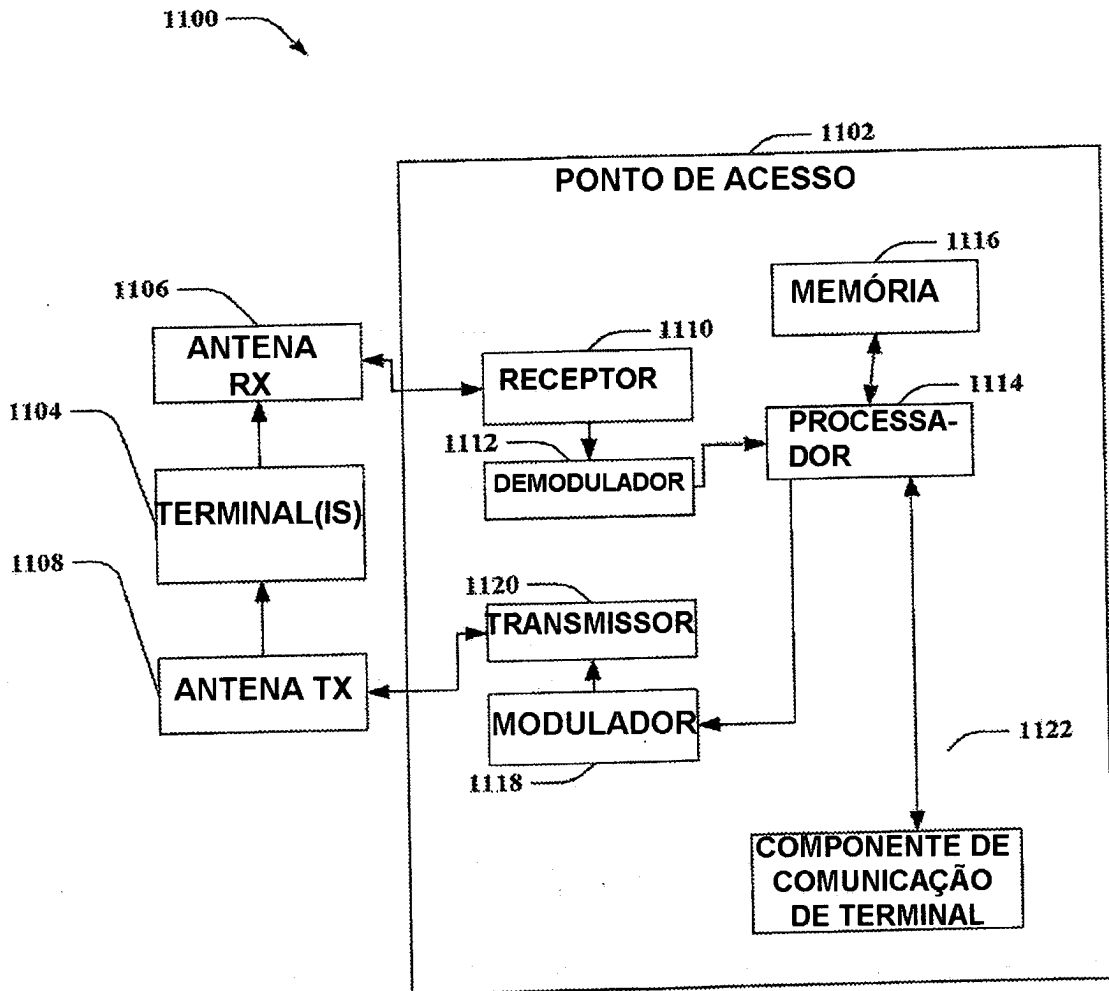 1100
1102
PONTO DE ACESSO
1116
MEMÓRIA
1106
ANTENA
RX
1110
RECEPTOR
1114
PROCESSA-
DOR
1104
1112
DEMODULADOR
TERMINAL(IS)
1108
1120
TRANSMISSOR
ANTENA TX
MODULADOR
1122
1118
COMPONENTE DE
COMUNICAÇÃO
DE TERMINAL